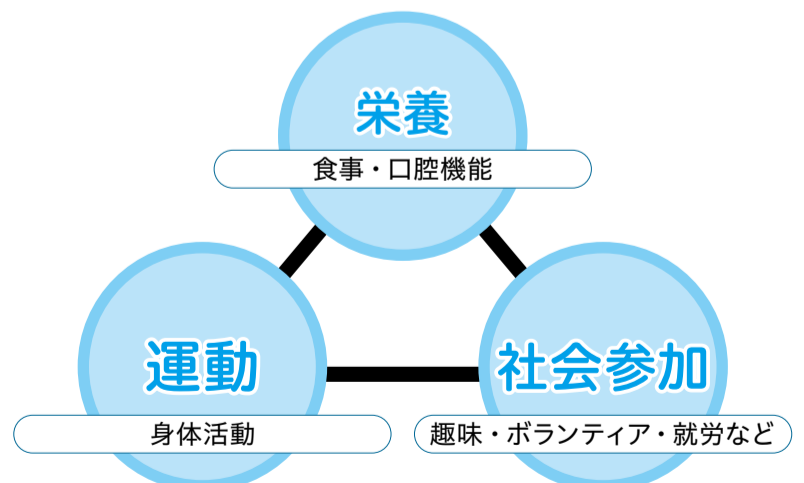 栄養
食事・口腔機能
運動
身体活動
社会参加
趣味・ボランティア・就労など